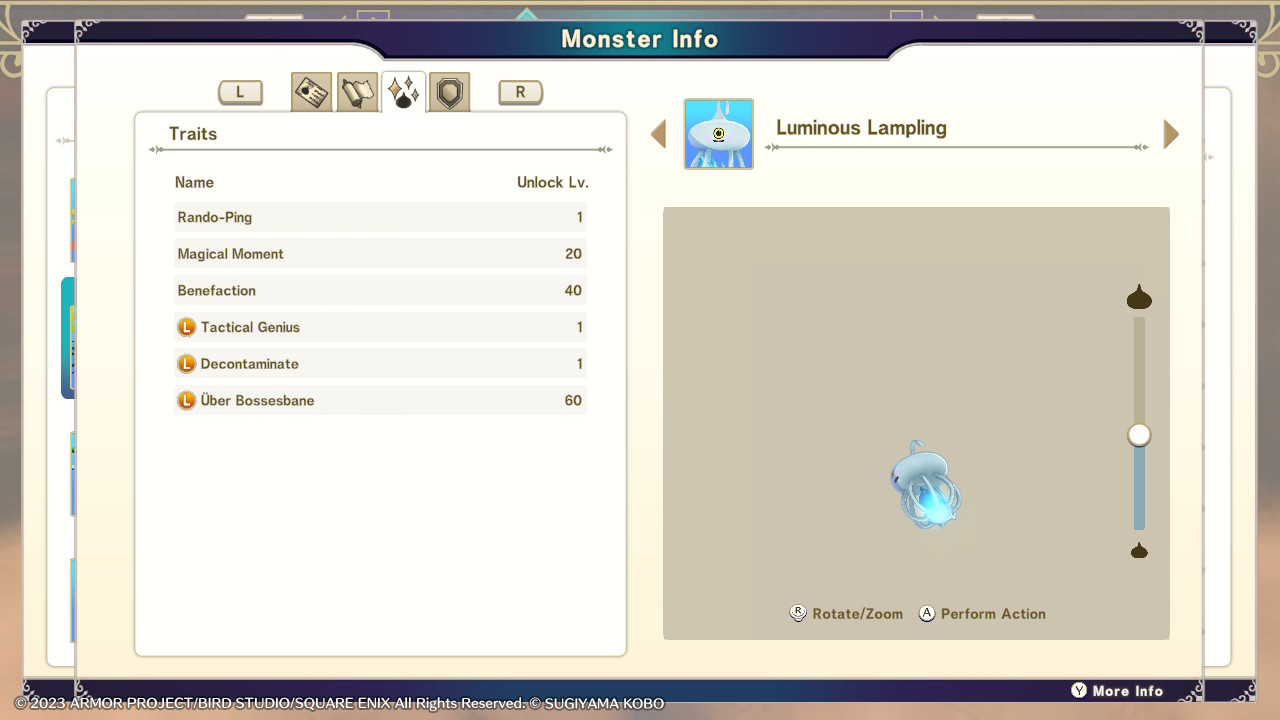 Monster Info
L
R
Traits
Name Unlock Lv.
Rando-Ping 1
Magical Moment 20
Benefaction 40
L Tactical Genius 1
L Decontaminate 1
L Über Bossesbane 60
Luminous Lampling
R Rotate/Zoom A Perform Action
Y More Info
© 2023 ARMOR PROJECT/BIRD STUDIO/SQUARE ENIX All Rights Reserved. © SUGIYAMA KOBO